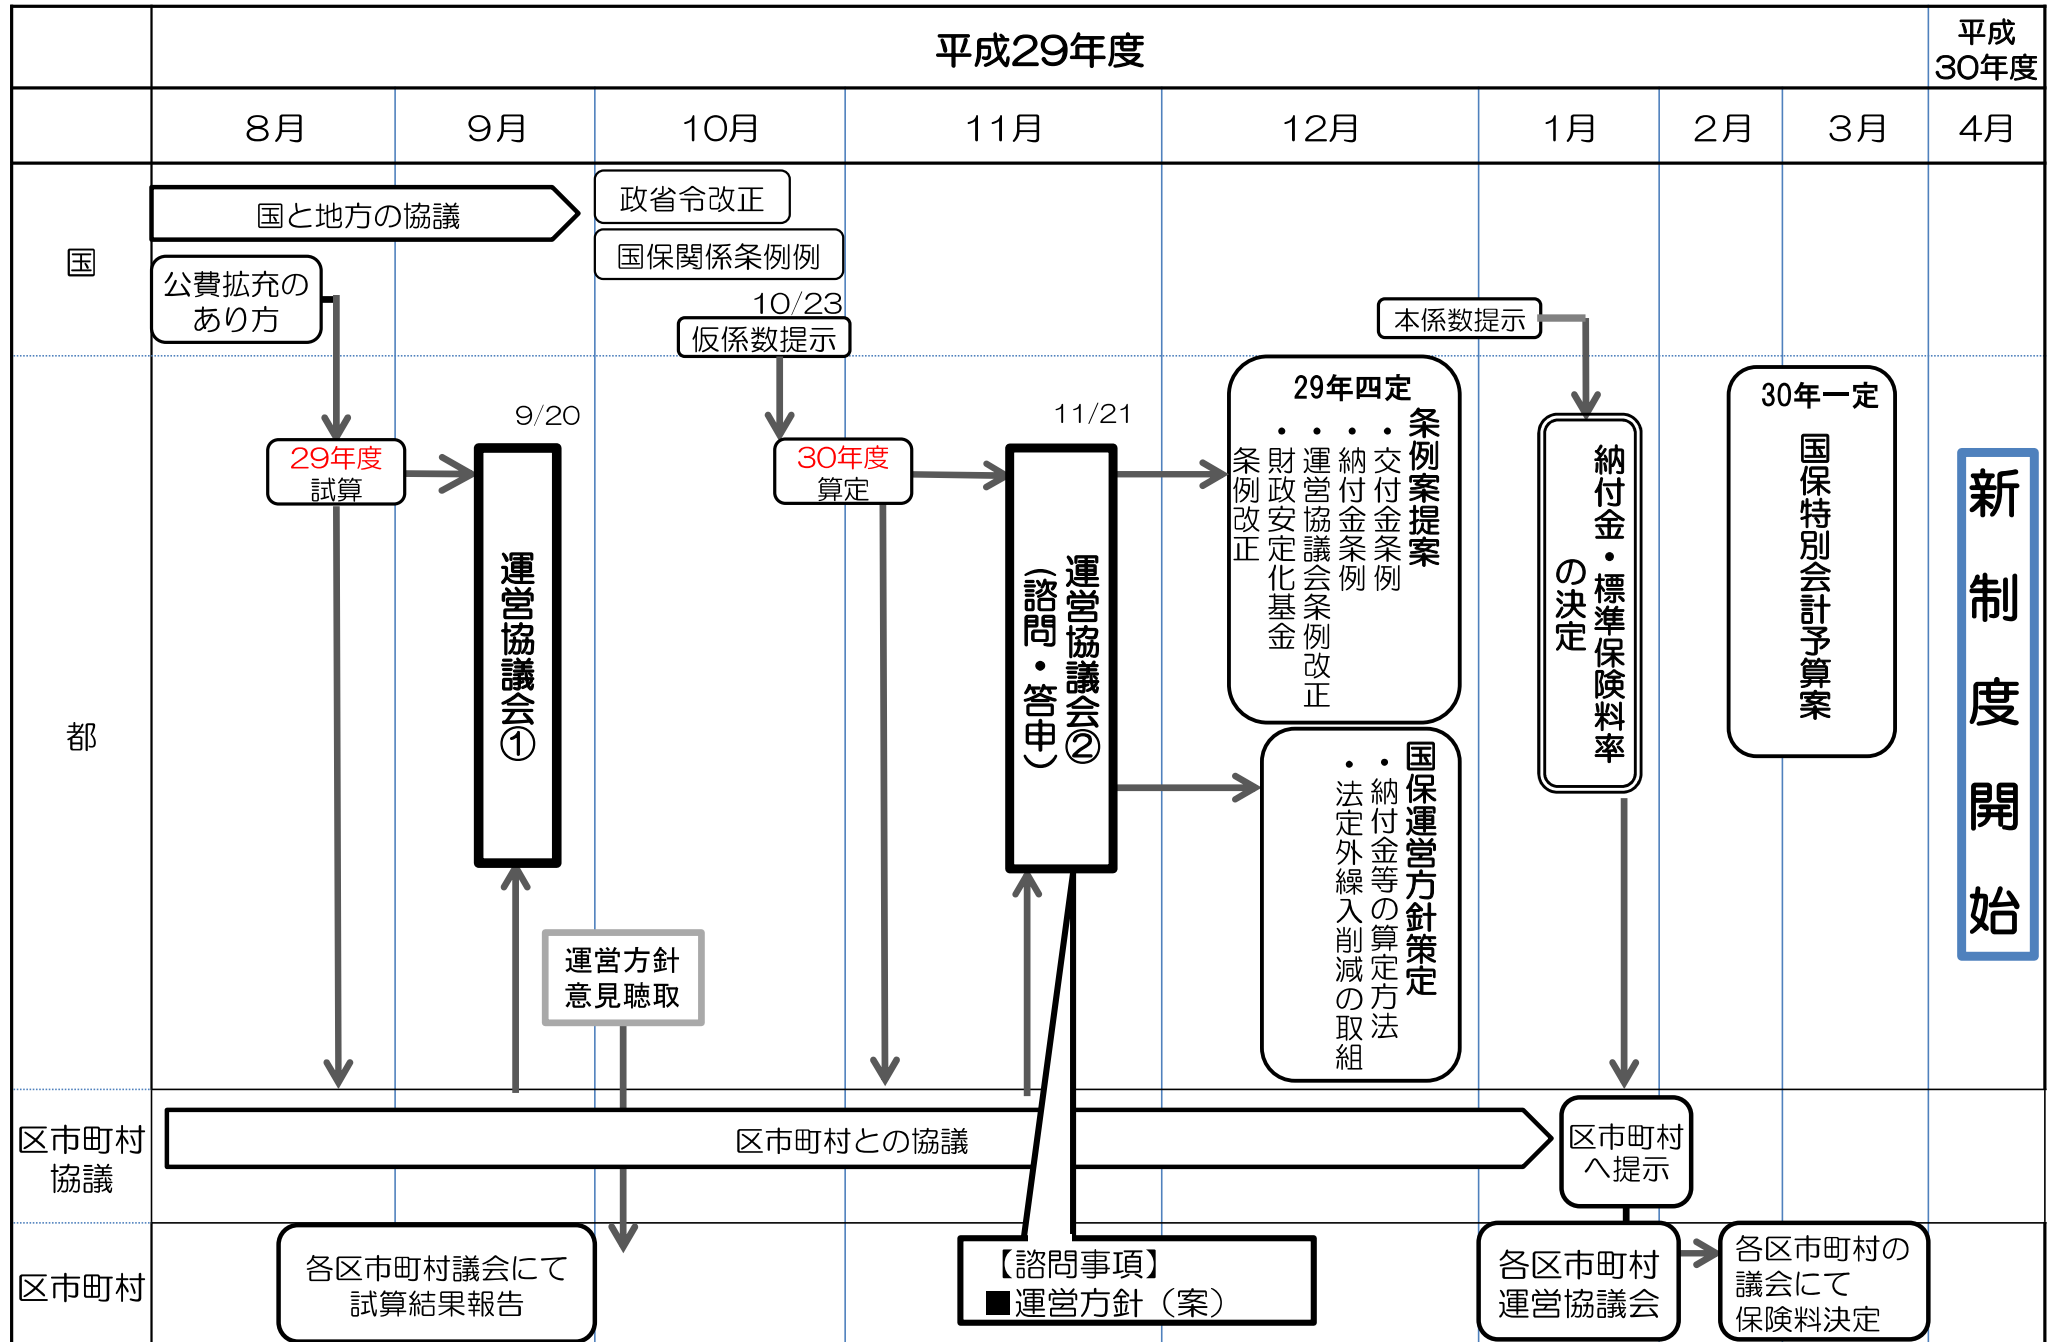 平成29年度
平成
30年度
8月
9月
10月
11月
12月
1月
2月
3月
4月
国
国と地方の協議
政省令改正
国保関係条例例
公費拡充の
あり方
10/23
仮係数提示
本係数提示
都
29年度
試算
9/20
運営協議会①
30年度
算定
11/21
運営協議会②
(諮問・答申)
29年四定
条例案提案
・交付金条例
・納付金条例
・運営協議会条例改正
・財政安定化基金
条例改正
国保運営方針策定
・納付金等の算定方法
・法定外繰入削減の取組
納付金・標準保険料率
の決定
30年一定
国保特別会計予算案
新制度開始
運営方針
意見聴取
区市町村
協議
区市町村との協議
区市町村
へ提示
区市町村
各区市町村議会にて
試算結果報告
【諮問事項】
■運営方針（案）
各区市町村
運営協議会
各区市町村の
議会にて
保険料決定